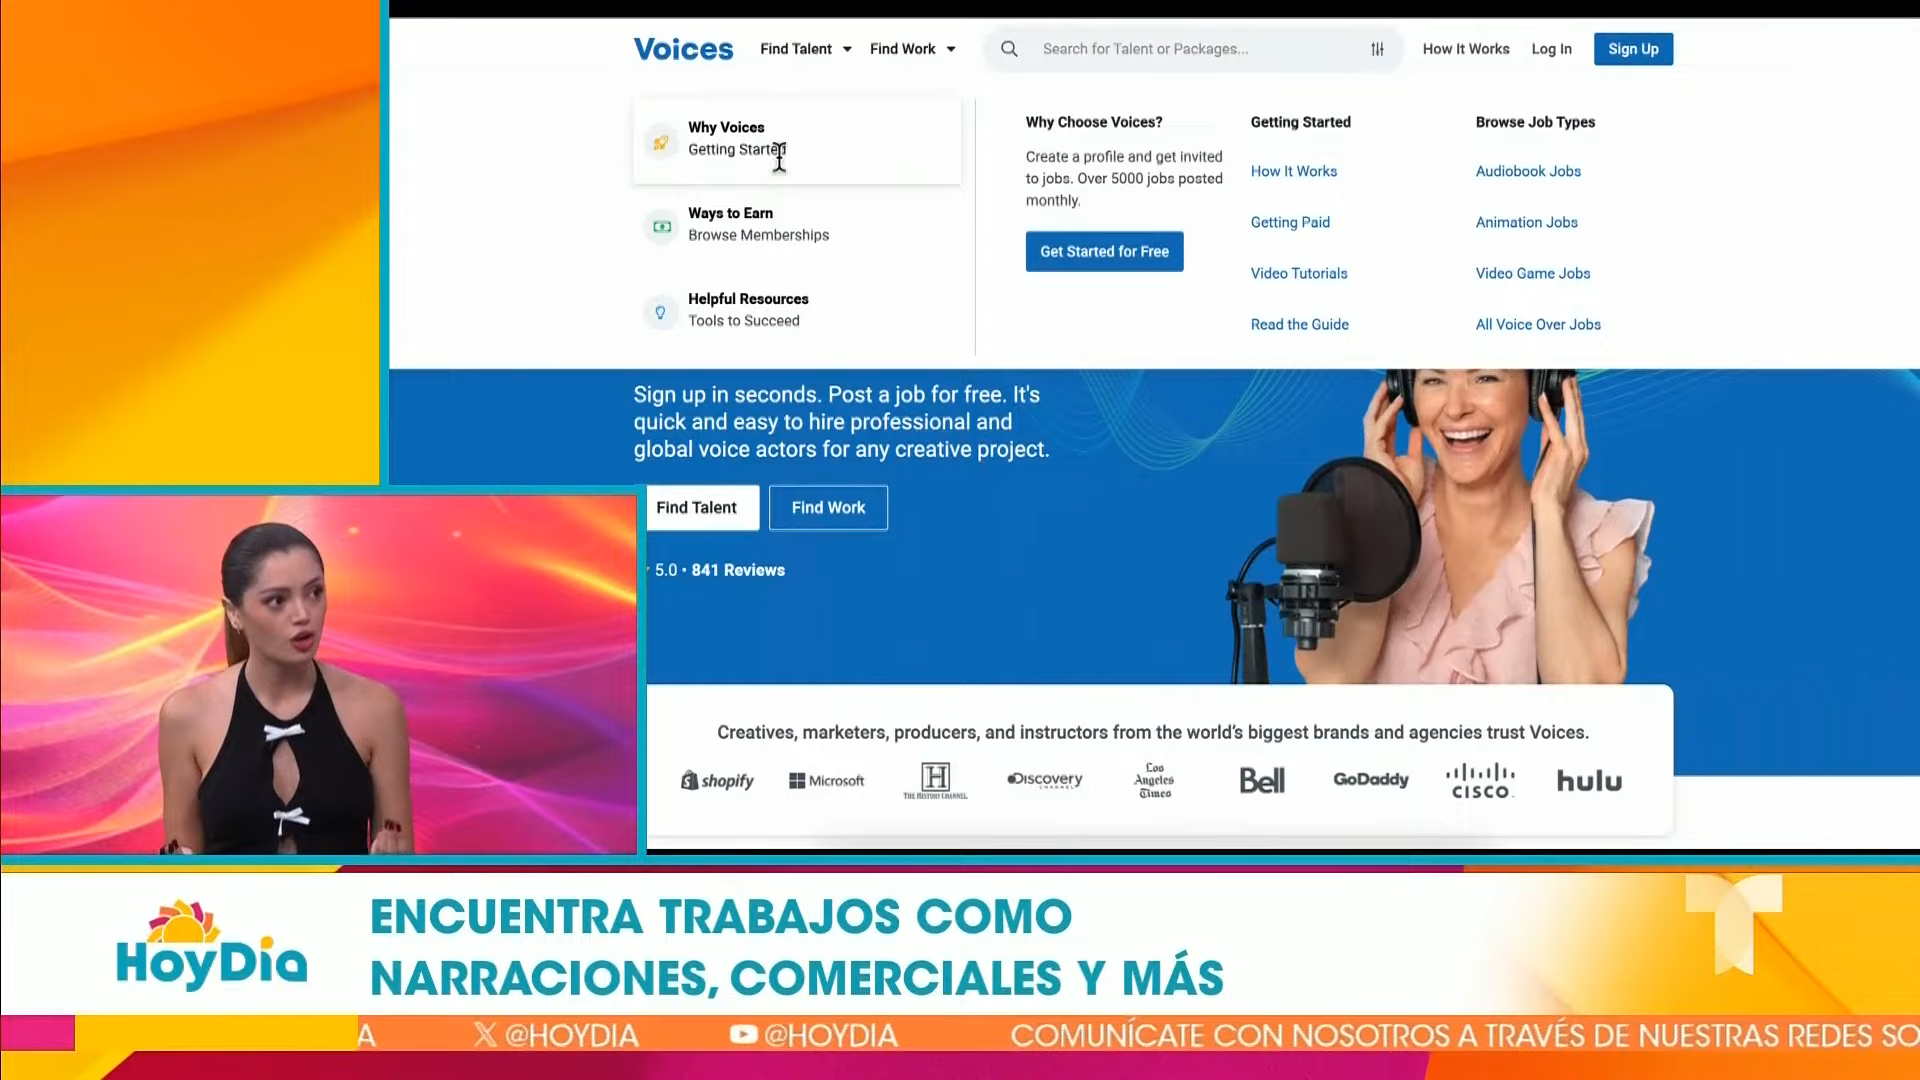 Voices
Find Talent
Find Work
Search for Talent or Packages...
How It Works
Log In
Sign Up
Why Voices
Getting Started
Ways to Earn
Browse Memberships
Helpful Resources
Tools to Succeed
Why Choose Voices?
Create a profile and get invited
to jobs. Over 5000 jobs posted
monthly.
Get Started for Free
Getting Started
How It Works
Getting Paid
Video Tutorials
Read the Guide
Browse Job Types
Audiobook Jobs
Animation Jobs
Video Game Jobs
All Voice Over Jobs
Sign up in seconds. Post a job for free. It's
quick and easy to hire professional and
global voice actors for any creative project.
Find Talent
Find Work
5.0 • 841 Reviews
Creatives, marketers, producers, and instructors from the world's biggest brands and agencies trust Voices.
shopify
Microsoft
H
THE HISTORY CHANNEL
Discovery
CHANNEL
Los
Angeles
Times
Bell
GoDaddy
CISCO
hulu
HoyDía
ENCUENTRA TRABAJOS COMO
NARRACIONES, COMERCIALES Y MÁS
A X @HOYDIA @HOYDIA COMUNÍCATE CON NOSOTROS A TRAVÉS DE NUESTRAS REDES SO